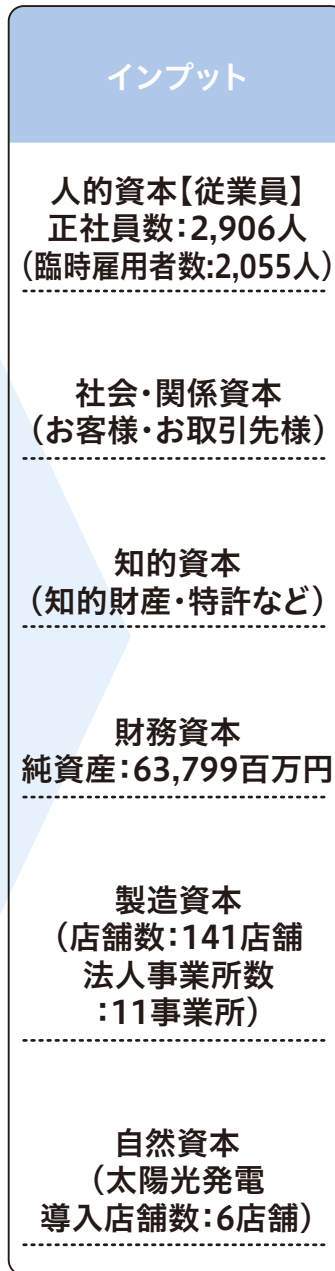 インプット
人的資本【従業員】
正社員数：2,906人
（臨時雇用者数:2,055人）
社会・関係資本
（お客様・お取引先様）
知的資本
（知的財産・特許など）
財務資本
純資産：63,799百万円
製造資本
（店舗数：141店舗
法人事業所数
：11事業所）
自然資本
（太陽光発電
導入店舗数：6店舗）